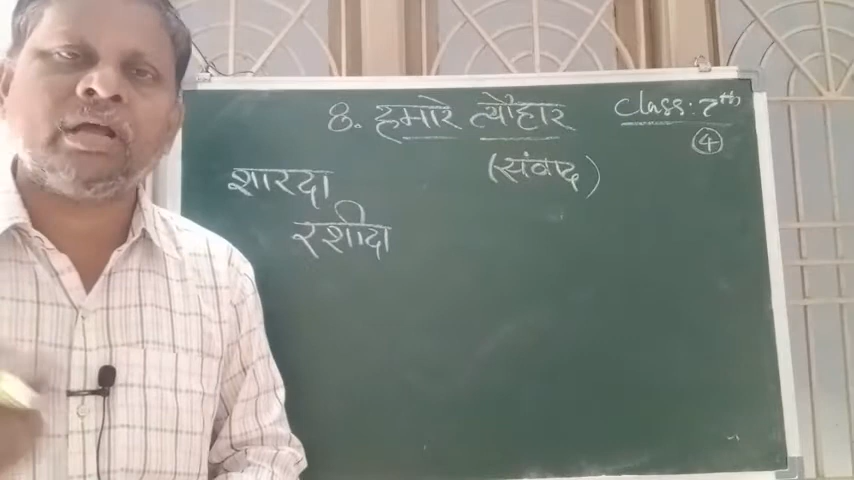 8. हमारे त्यौहार
class: 7th,
④
(संवाद)
शारदा
रशीदा